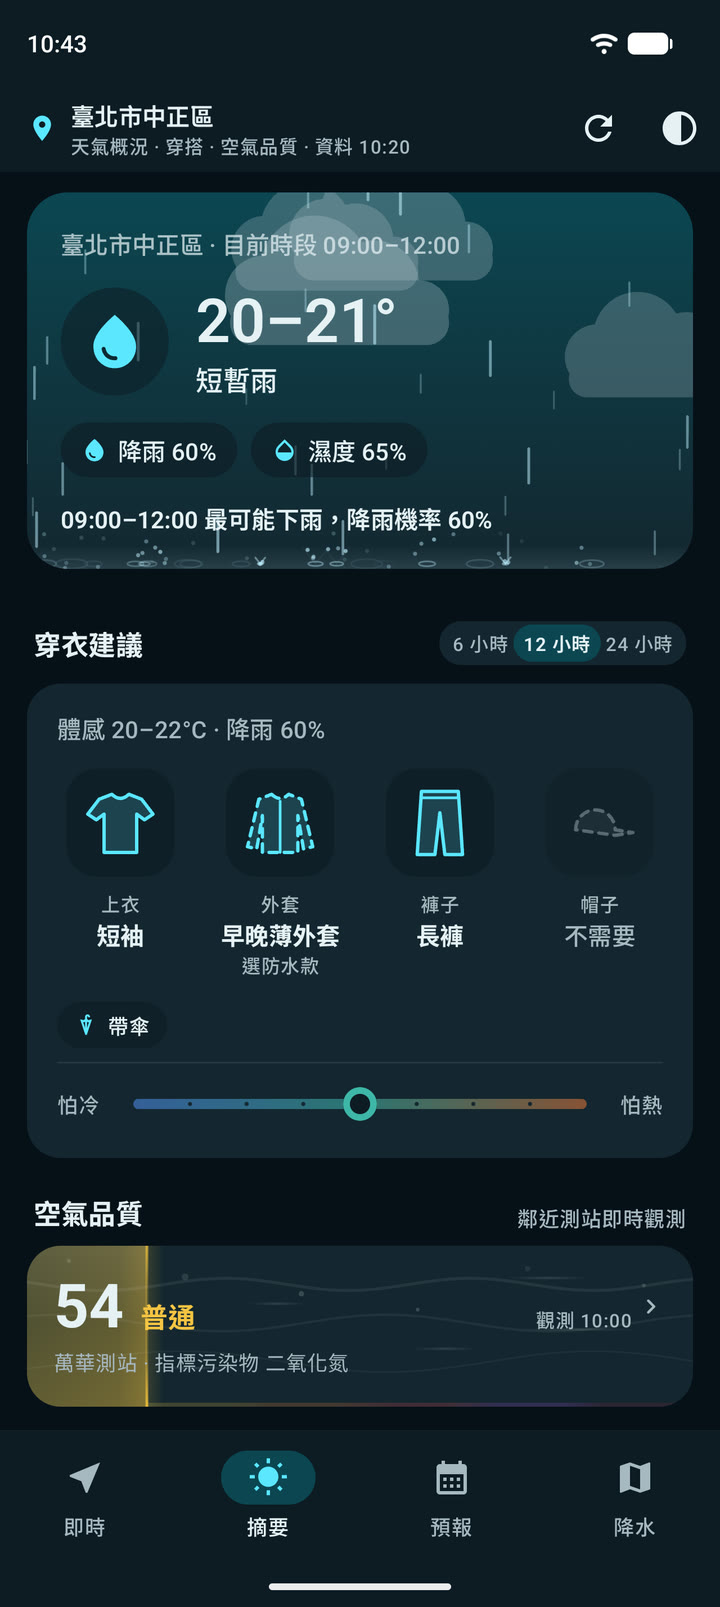 10:43
臺北市中正區
天氣概況 · 穿搭 · 空氣品質 · 資料 10:20
臺北市中正區 · 目前時段 09:00–12:00
20–21°
短暫雨
降雨 60%
濕度 65%
09:00–12:00 最可能下雨，降雨機率 60%
穿衣建議
6 小時 12 小時 24 小時
體感 20–22°C · 降雨 60%
上衣 外套 褲子 帽子
短袖 早晚薄外套 長褲 不需要
選防水款
帶傘
怕冷 怕熱
空氣品質 鄰近測站即時觀測
54 普通 觀測 10:00
萬華測站 · 指標污染物 二氧化氮
即時 摘要 預報 降水